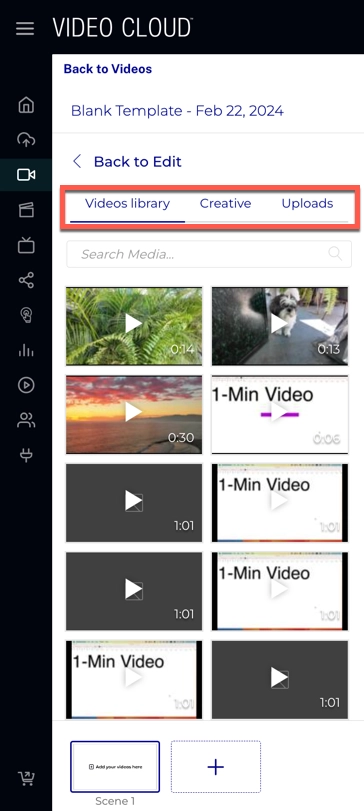 VIDEO CLOUD
Back to Videos
Blank Template - Feb 22, 2024
Back to Edit
Videos library Creative Uploads
Search Media...
0:14 0:13
1-Min Video
0:30 0:06
1-Min Video
1:01 1:01
1-Min Video
1:01 1:01
1-Min Video
1:01 1:01
Add your videos here
Scene 1